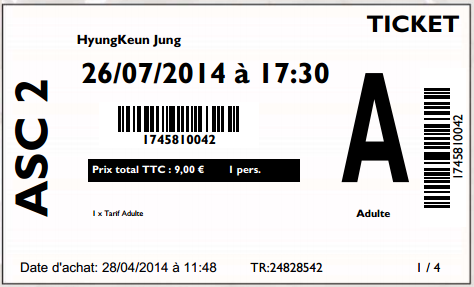 TICKET
HyungKeun Jung
26/07/2014 à 17:30
ASC 2
A
1745810042
1745810042
Prix total TTC : 9,00 € 1 pers.
1 x Tarif Adulte
Adulte
Date d'achat: 28/04/2014 à 11:48 TR:24828542 1 / 4